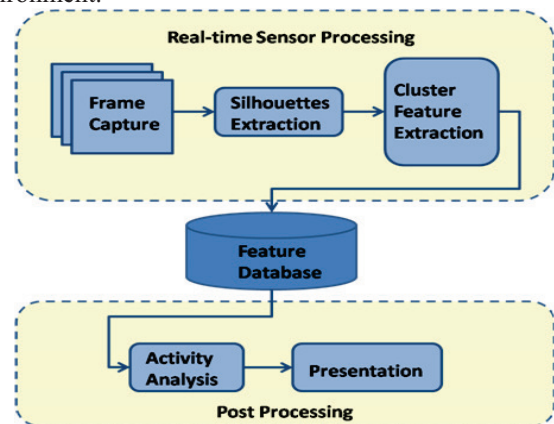 Real-time Sensor Processing
Frame
Capture
Silhouettes
Extraction
Cluster
Feature
Extraction
Feature
Database
Activity
Analysis
Presentation
Post Processing